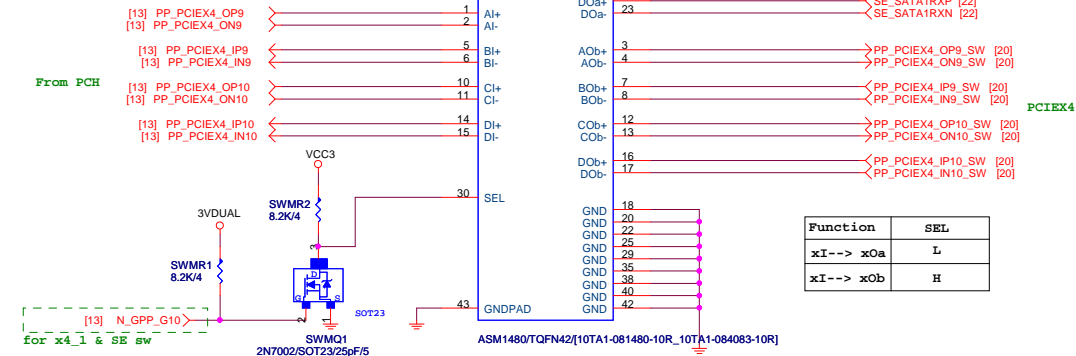 DOa+ SE_SATA1RXP [22]
DOa- 23 SE_SATA1RXN [22]
[13] PP_PCIEX4_OP9 1 AI+
[13] PP_PCIEX4_ON9 2 AI-
[13] PP_PCIEX4_IP9 5 BI+
[13] PP_PCIEX4_IN9 6 BI-
AOb+ 3 PP_PCIEX4_OP9_SW [20]
AOb- 4 PP_PCIEX4_ON9_SW [20]
From PCH
[13] PP_PCIEX4_OP10 10 CI+
[13] PP_PCIEX4_ON10 11 CI-
BOb+ 7 PP_PCIEX4_IP9_SW [20]
BOb- 8 PP_PCIEX4_IN9_SW [20]
PCIEX4
[13] PP_PCIEX4_IP10 14 DI+
[13] PP_PCIEX4_IN10 15 DI-
COb+ 12 PP_PCIEX4_OP10_SW [20]
COb- 13 PP_PCIEX4_ON10_SW [20]
DOb+ 16 PP_PCIEX4_IP10_SW [20]
DOb- 17 PP_PCIEX4_IN10_SW [20]
VCC3
30 SEL
SWMR2
8.2K/4
3VDUAL
GND 18
GND 20
GND 22
GND 25
GND 29
GND 35
GND 38
GND 40
GND 42
Function SEL
xI--> xOa L
xI--> xOb H
SWMR1
8.2K/4
3
D
G S
SOT23
2 1
43 GNDPAD
[13] N_GPP_G10
for x4_1 & SE sw
SWMQ1
2N7002/SOT23/25pF/5
ASM1480/TQFN42/[10TA1-081480-10R_10TA1-084083-10R]